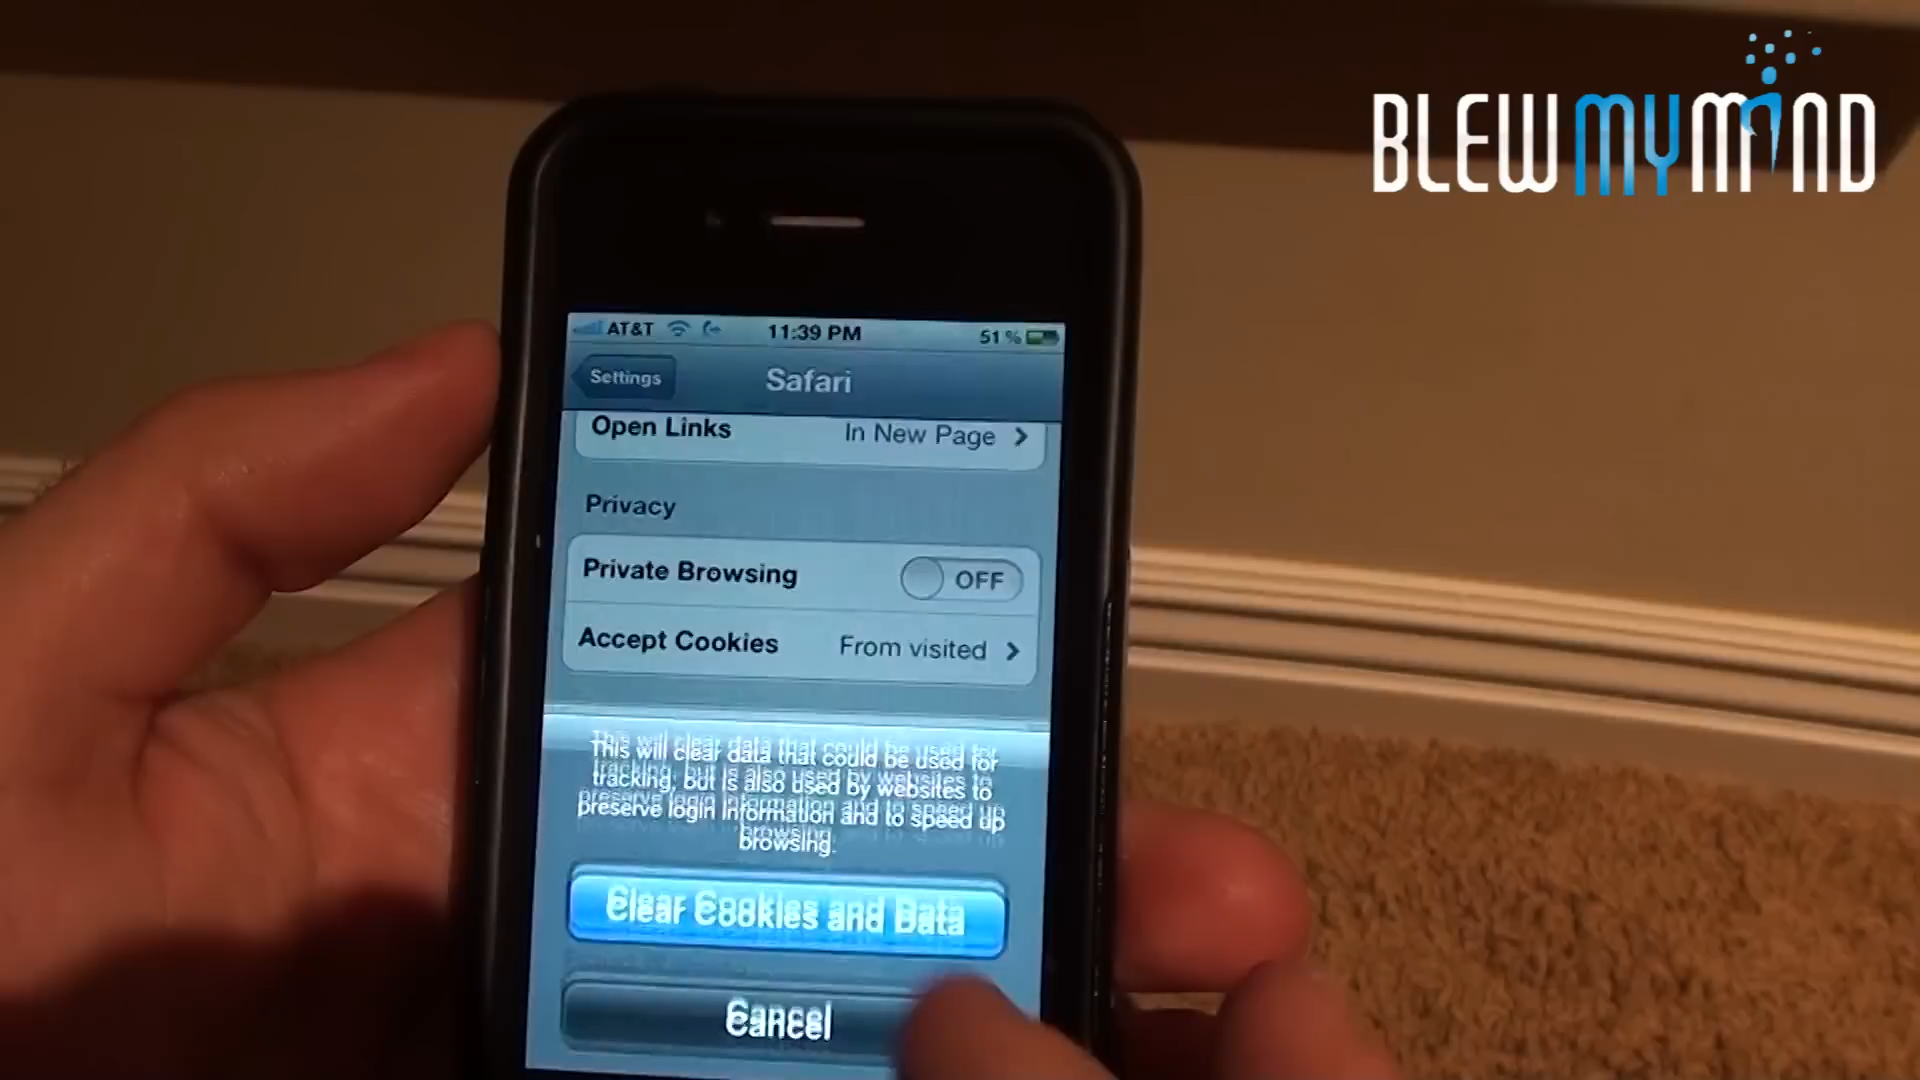 BLEWMYMIND
AT&T 11:39 PM 51%
Settings Safari
Open Links In New Page
Privacy
Private Browsing OFF
Accept Cookies From visited
This will clear data that could be used for
tracking, but is also used by websites to
preserve login information and to speed up
browsing.
Clear Cookies and Data
Cancel